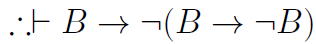 ∴⊢ B → ¬(B → ¬B)